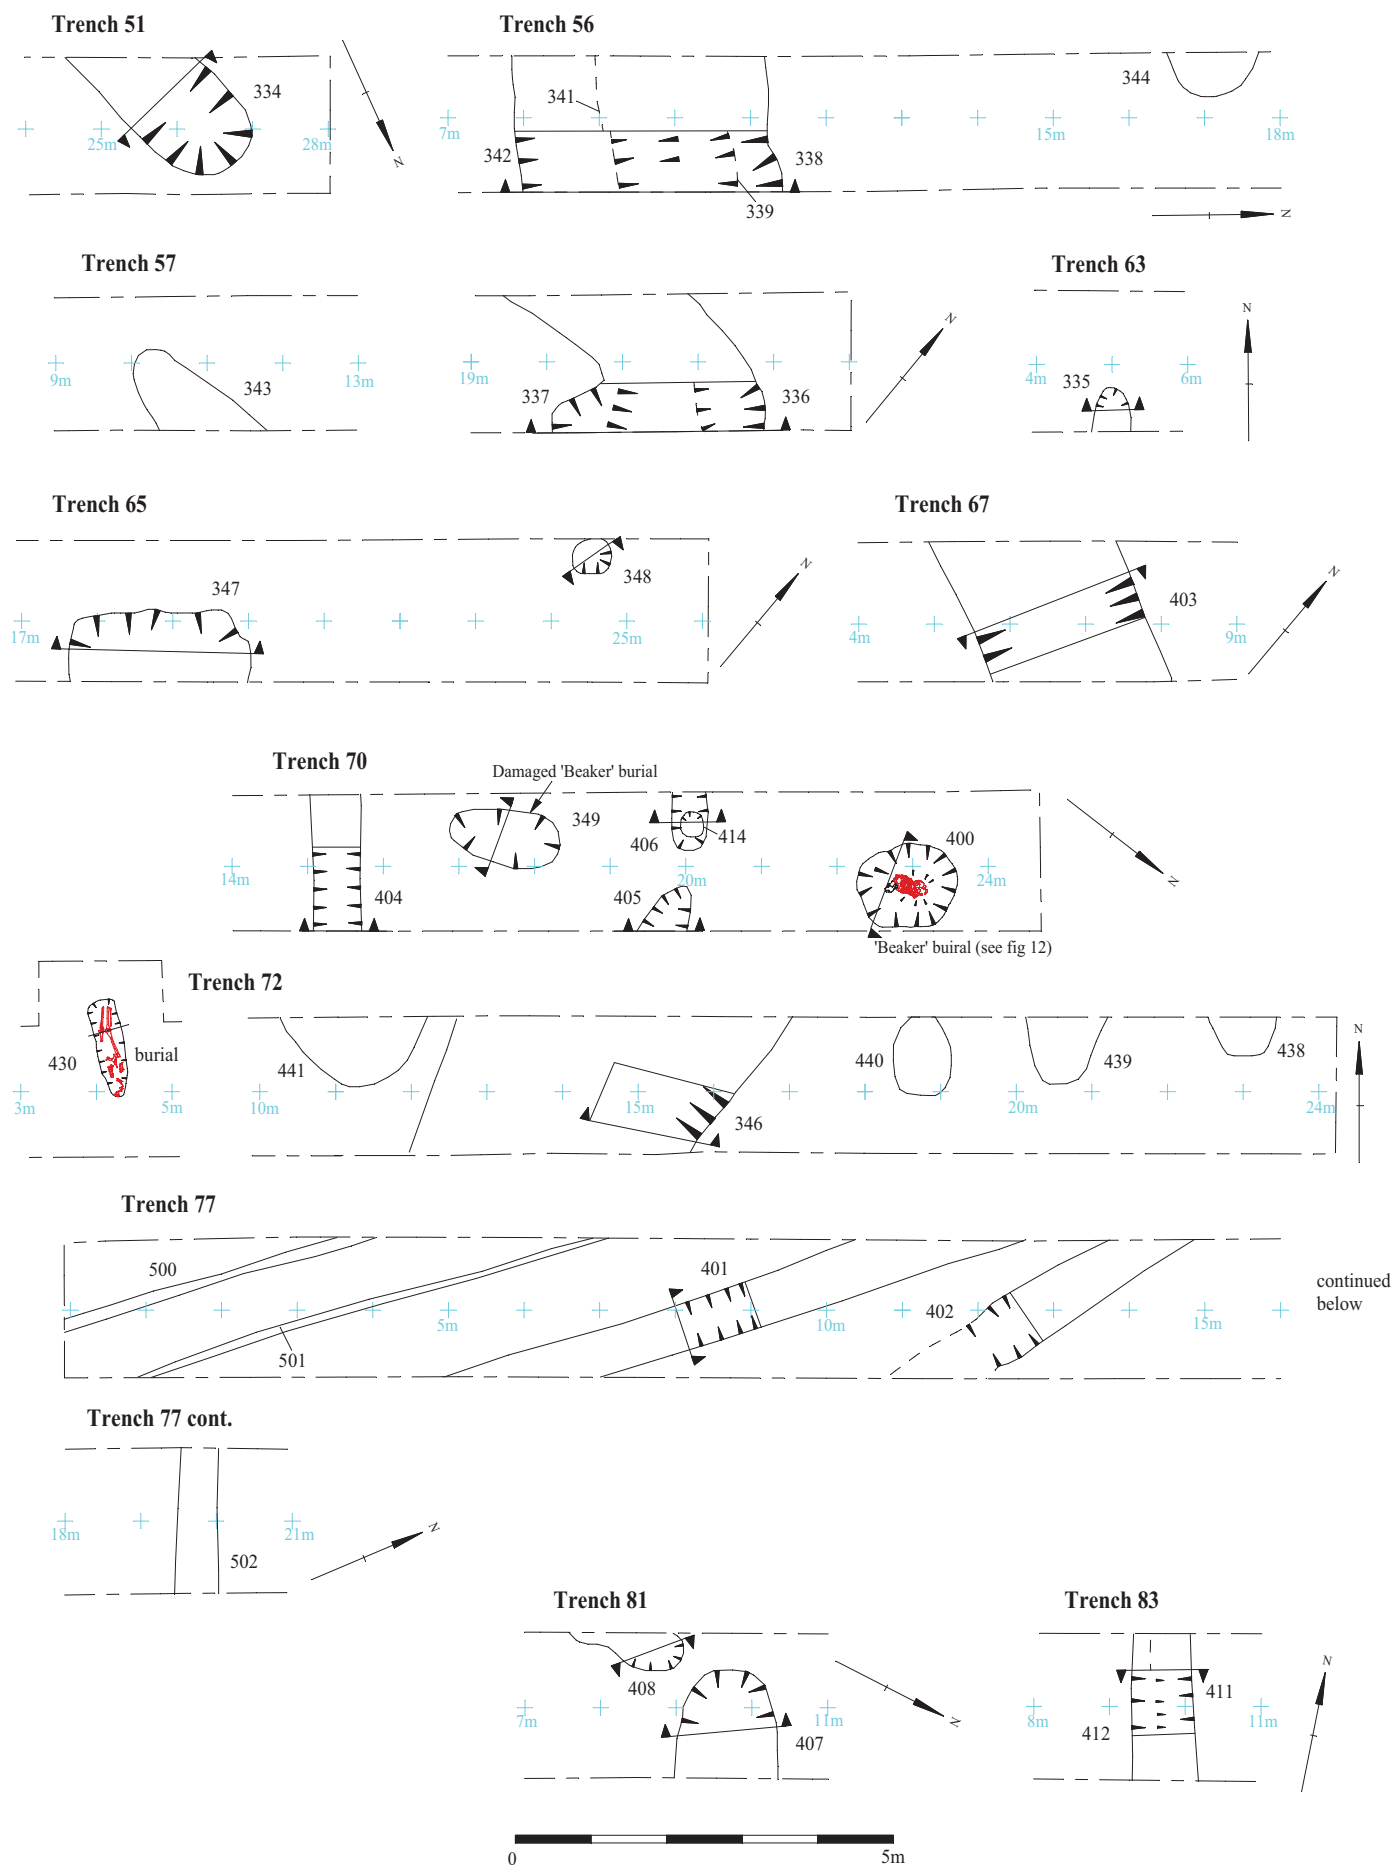 Trench 51
334
25m
28m
N
Trench 56
341
344
7m
15m
18m
342
338
339
N
Trench 57
9m
13m
343
19m
337
336
N
Trench 63
N
4m
6m
335
Trench 65
347
348
17m
25m
N
Trench 67
4m
9m
403
N
Trench 70
Damaged 'Beaker' burial
349
406
414
400
14m
20m
24m
404
405
N
'Beaker' buiral (see fig 12)
Trench 72
430
burial
3m
5m
441
10m
15m
346
440
439
438
20m
24m
N
Trench 77
500
401
402
5m
10m
15m
501
continued
below
Trench 77 cont.
18m
21m
502
N
Trench 81
408
7m
11m
407
N
Trench 83
411
8m
11m
412
N
0
5m